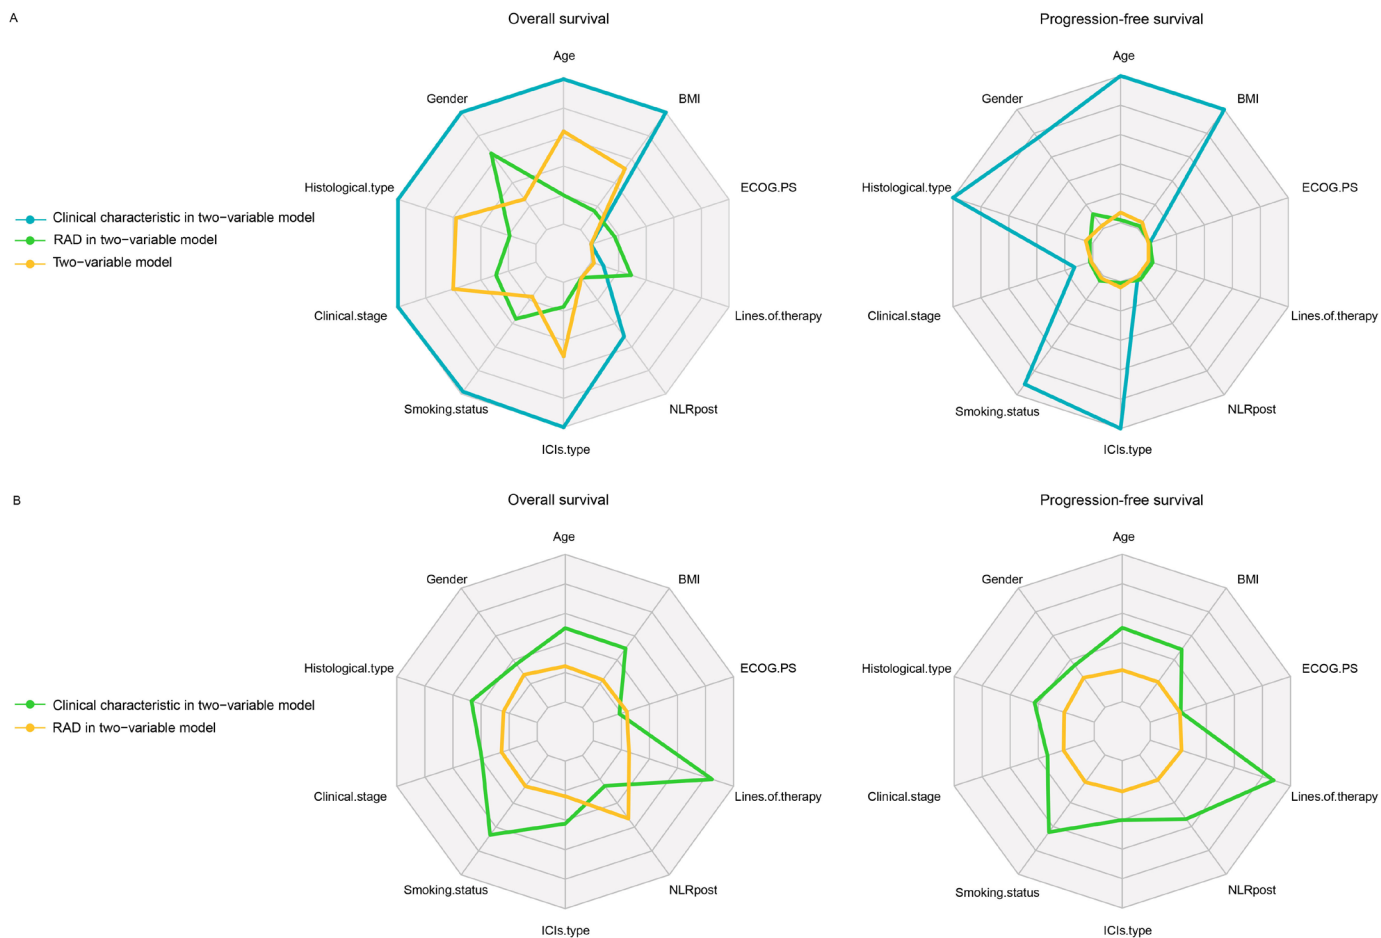 A
Overall survival
Progression-free survival
Age
Age
Gender
BMI
Gender
BMI
Histological.type
ECOG.PS
Histological.type
ECOG.PS
Clinical characteristic in two−variable model
RAD in two−variable model
Two−variable model
Clinical.stage
Lines.of.therapy
Clinical.stage
Lines.of.therapy
Smoking.status
NLRpost
Smoking.status
NLRpost
ICIs.type
ICIs.type
B
Overall survival
Progression-free survival
Age
Age
Gender
BMI
Gender
BMI
Histological.type
ECOG.PS
Histological.type
ECOG.PS
Clinical characteristic in two−variable model
RAD in two−variable model
Clinical.stage
Lines.of.therapy
Clinical.stage
Lines.of.therapy
Smoking.status
NLRpost
Smoking.status
NLRpost
ICIs.type
ICIs.type